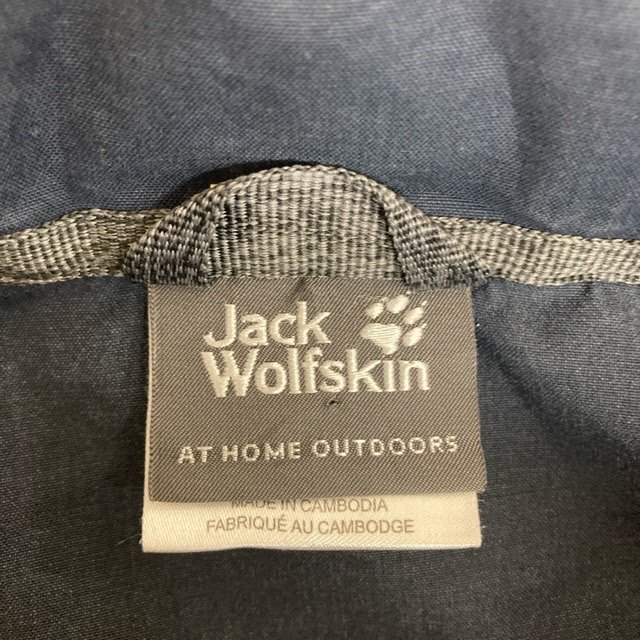 Jack
Wolfskin
AT HOME OUTDOORS
MADE IN CAMBODIA
FABRIQUÉ AU CAMBODGE